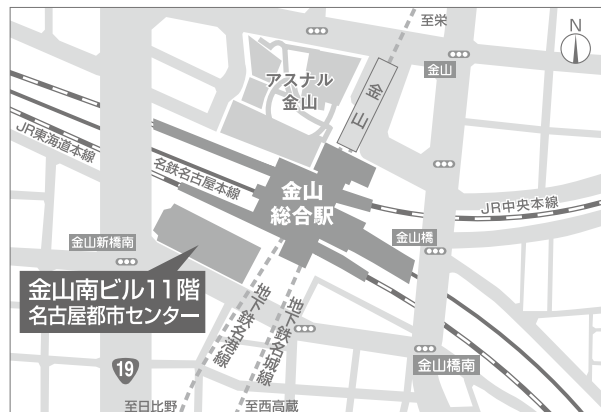 至栄
N
金山
アスナル
金山
金山
JR東海道本線
名鉄名古屋本線
金山
総合駅
JR中央本線
金山新橋南
金山橋
金山南ビル11階
名古屋都市センター
地下鉄名港線
地下鉄名城線
19
金山橋南
至日比野
至西高蔵